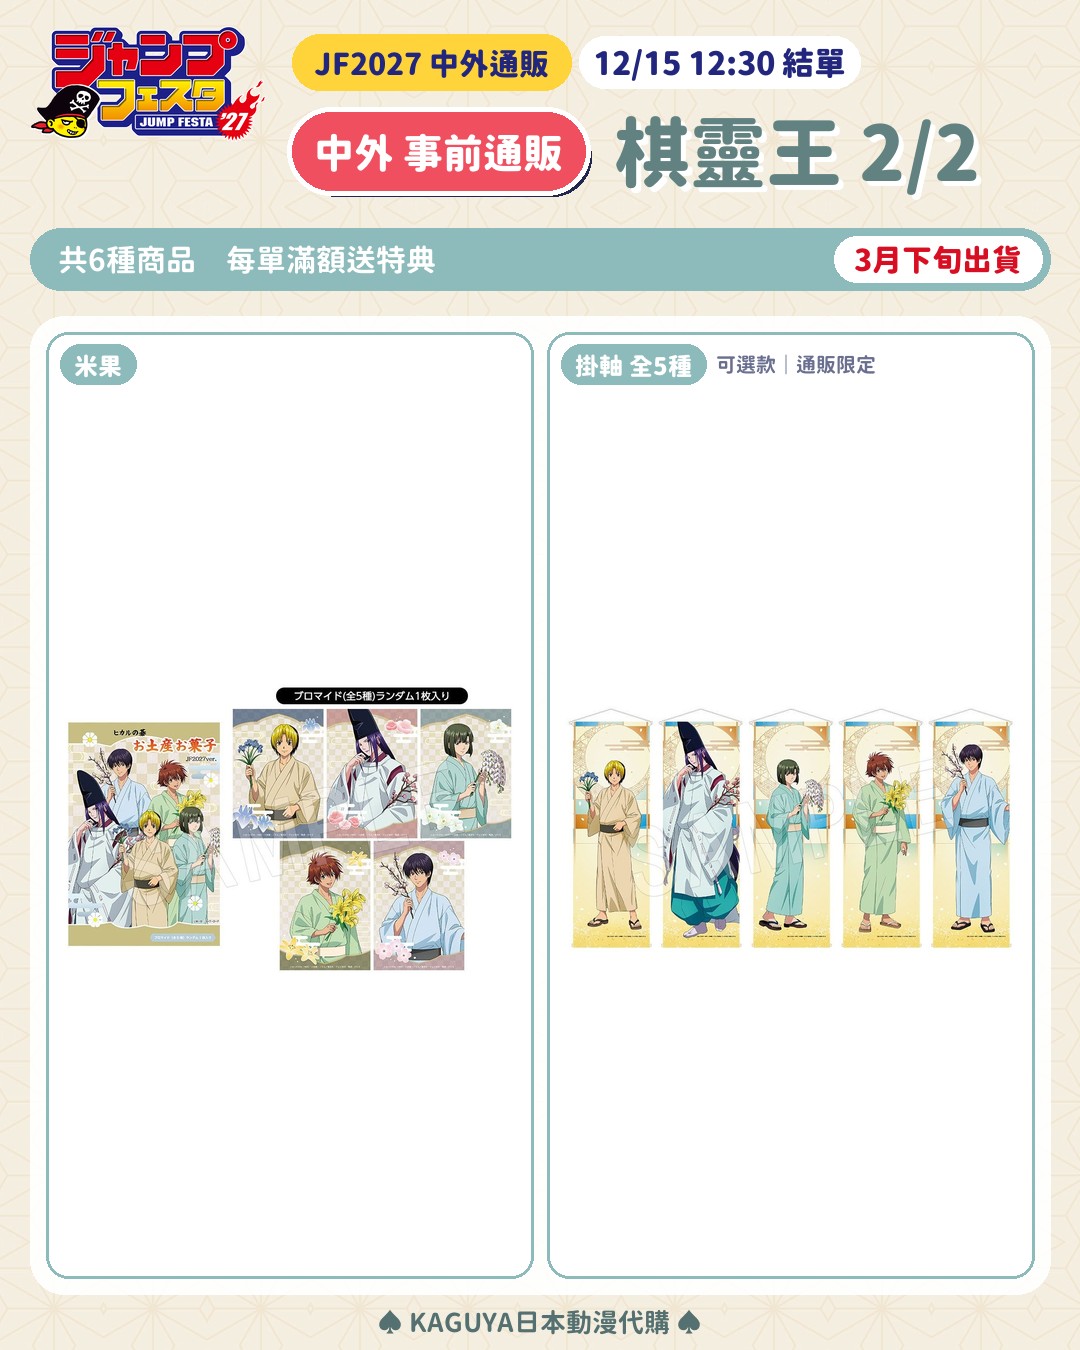 ジャンプ
フェスタ
JUMP FESTA '27
JF2027 中外通販
12/15 12:30 結單
中外 事前通販
棋靈王 2/2
共6種商品 每單滿額送特典
3月下旬出貨
米果
掛軸 全5種
可選款｜通販限定
ブロマイド(全5種)ランダム1枚入り
ヒカルの碁
お土産お菓子
JF2027ver.
SAMPLE
♠ KAGUYA日本動漫代購 ♠